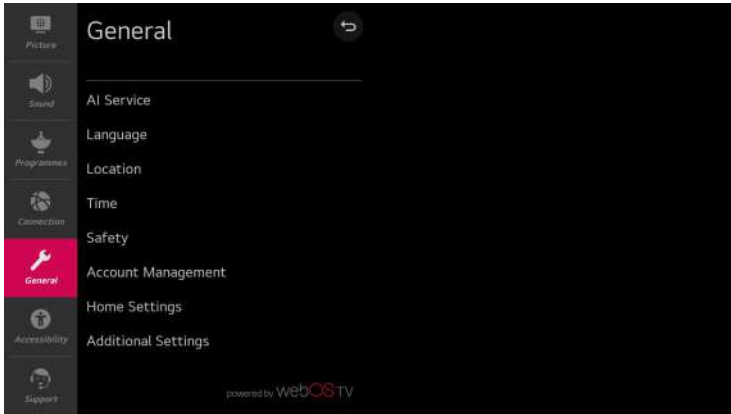 Picture
Sound
Programmes
Connection
General
Accessibility
Support
General
AI Service
Language
Location
Time
Safety
Account Management
Home Settings
Additional Settings
powered by webOS TV